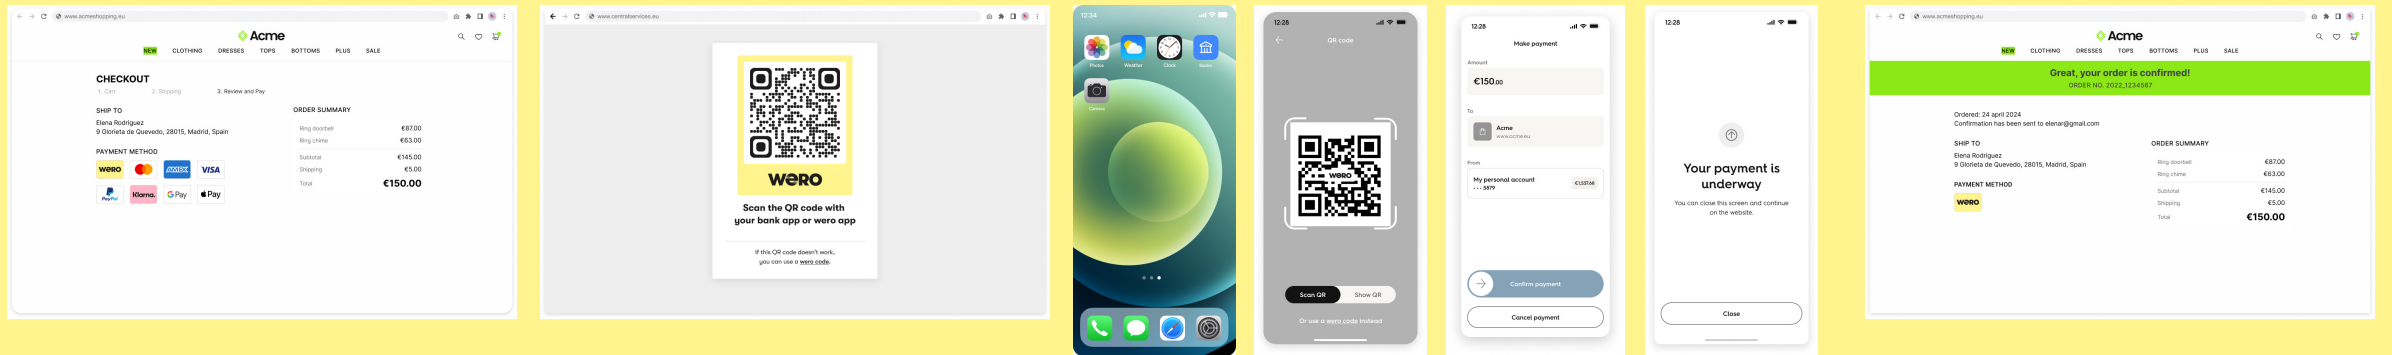 www.acmeshopping.eu
Acme
NEW CLOTHING DRESSES TOPS BOTTOMS PLUS SALE
CHECKOUT
1. Cart 2. Shipping 3. Review and Pay
SHIP TO
Elena Rodriguez
9 Glorieta de Quevedo, 28015, Madrid, Spain
PAYMENT METHOD
wero AMEX VISA
PayPal Klarna. G Pay Pay
ORDER SUMMARY
Ring doorbell €87.00
Ring chime €63.00
Subtotal €145.00
Shipping €5.00
Total €150.00
www.centralservices.eu
wero
Scan the QR code with
your bank app or wero app
If this QR code doesn't work,
you can use a wero code.
12:34
Photos Weather Clock Banks
Camera
12:28
QR code
wero
Scan QR Show QR
Or use a wero code instead
12:28
Make payment
Amount
€150.00
To
Acme
www.acme.eu
From
My personal account
• • • 5879
€1,537.68
Confirm payment
Cancel payment
12:28
Your payment is
underway
You can close this screen and continue
on the website.
Close
www.acmeshopping.eu
Acme
NEW CLOTHING DRESSES TOPS BOTTOMS PLUS SALE
Great, your order is confirmed!
ORDER NO. 2022_1234567
Ordered: 24 april 2024
Confirmation has been sent to elenar@gmail.com
SHIP TO
Elena Rodriguez
9 Glorieta de Quevedo, 28015, Madrid, Spain
PAYMENT METHOD
wero
ORDER SUMMARY
Ring doorbell €87.00
Ring chime €63.00
Subtotal €145.00
Shipping €5.00
Total €150.00